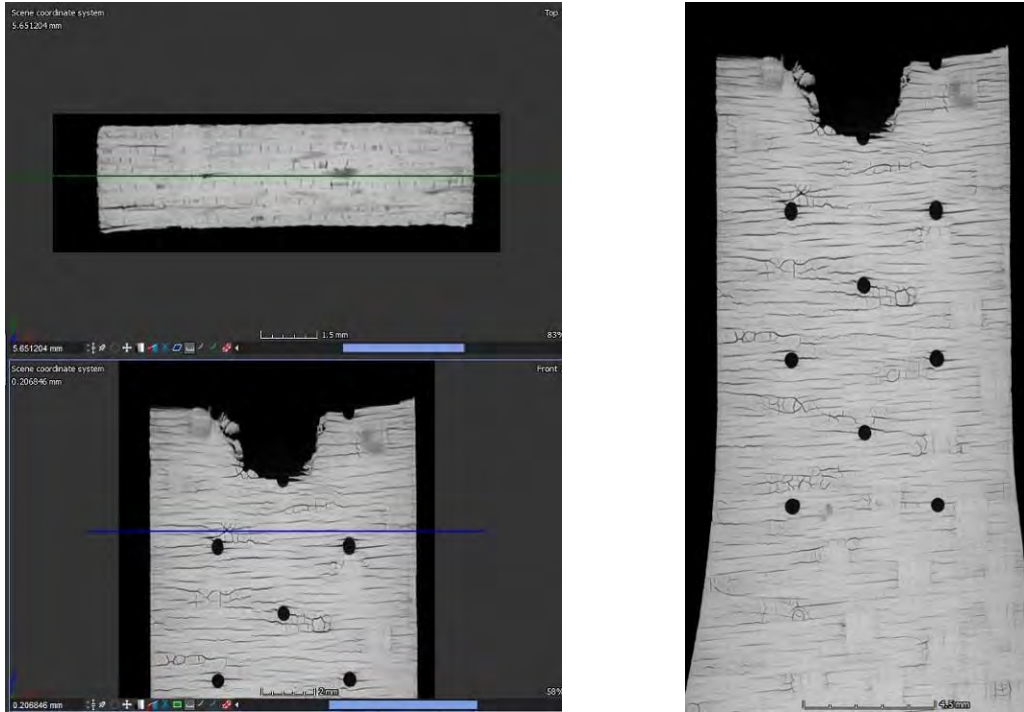 Scene coordinate system
Top
5.651204 mm
1.5 mm
83%
5.651204 mm
Scene coordinate system
Front
0.206846 mm
2 mm
58%
0.206846 mm
4.5 mm